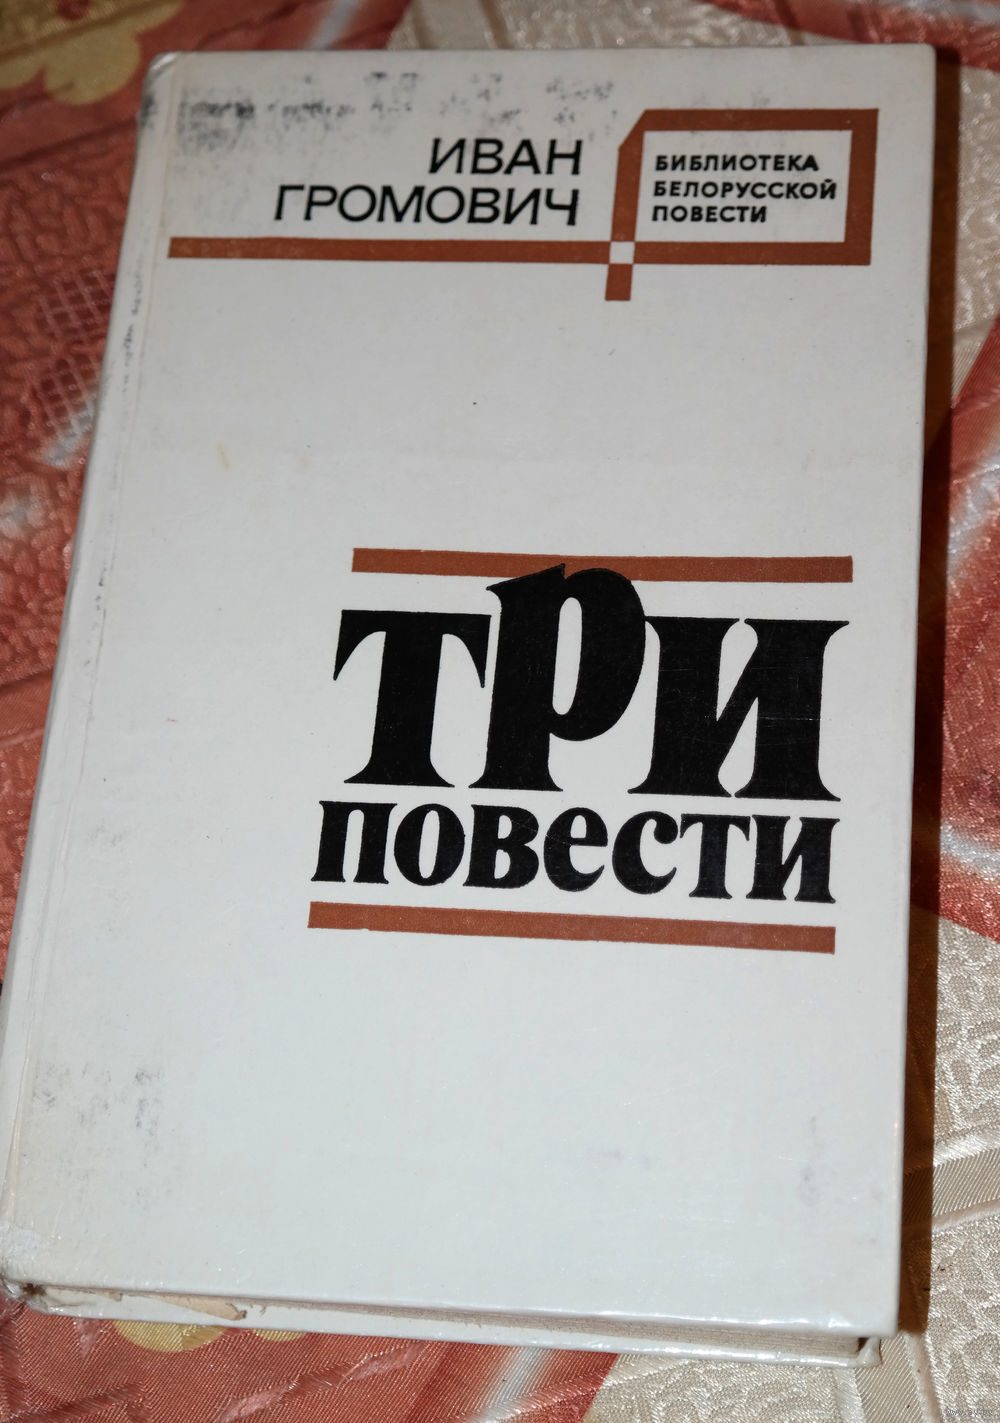 ИВАН
ГРОМОВИЧ
БИБЛИОТЕКА
БЕЛОРУССКОЙ
ПОВЕСТИ
ТРИ
ПОВЕСТИ